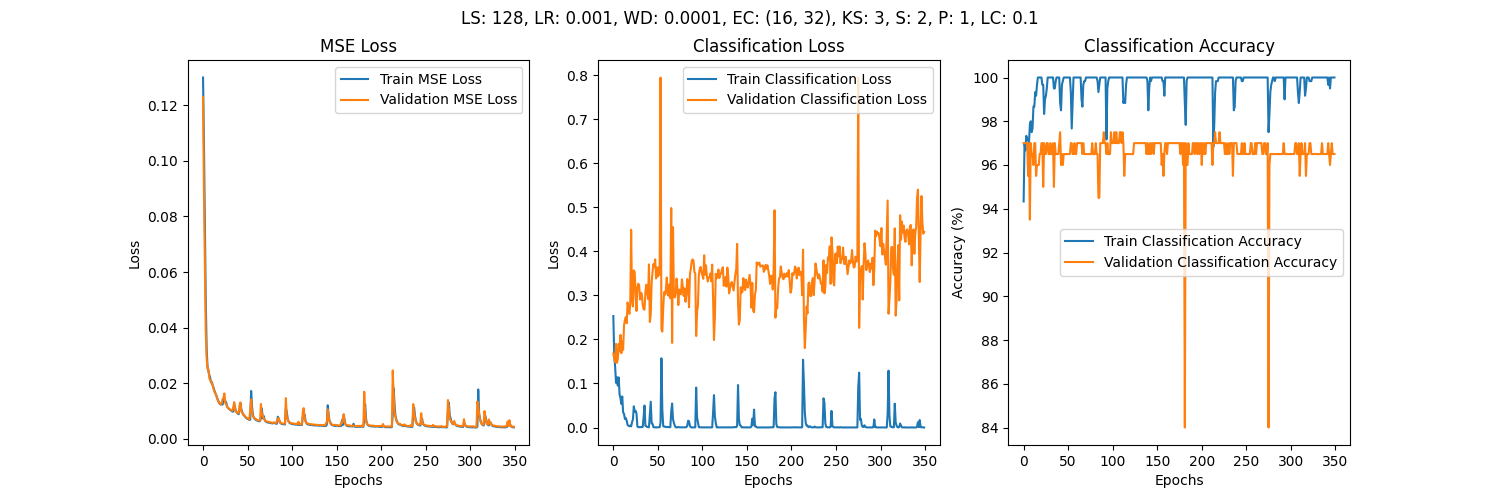 LS: 128, LR: 0.001, WD: 0.0001, EC: (16, 32), KS: 3, S: 2, P: 1, LC: 0.1
MSE Loss
Train MSE Loss
Validation MSE Loss
0.12
0.10
0.08
0.06
0.04
0.02
0.00
Loss
0 50 100 150 200 250 300 350
Epochs
Classification Loss
Train Classification Loss
Validation Classification Loss
0.8
0.7
0.6
0.5
0.4
0.3
0.2
0.1
0.0
Loss
0 50 100 150 200 250 300 350
Epochs
Classification Accuracy
100
98
96
94
92
90
88
86
84
Accuracy (%)
Train Classification Accuracy
Validation Classification Accuracy
0 50 100 150 200 250 300 350
Epochs